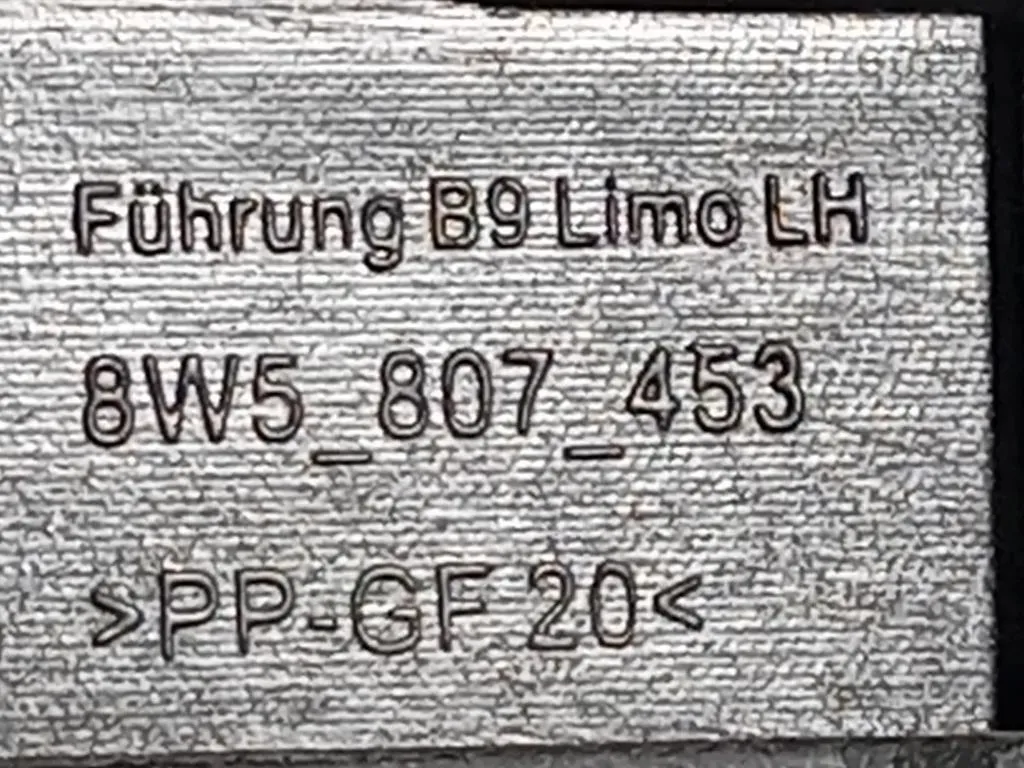 Führung B9 Limo LH
8W5_807_453
>PP-GF 20<